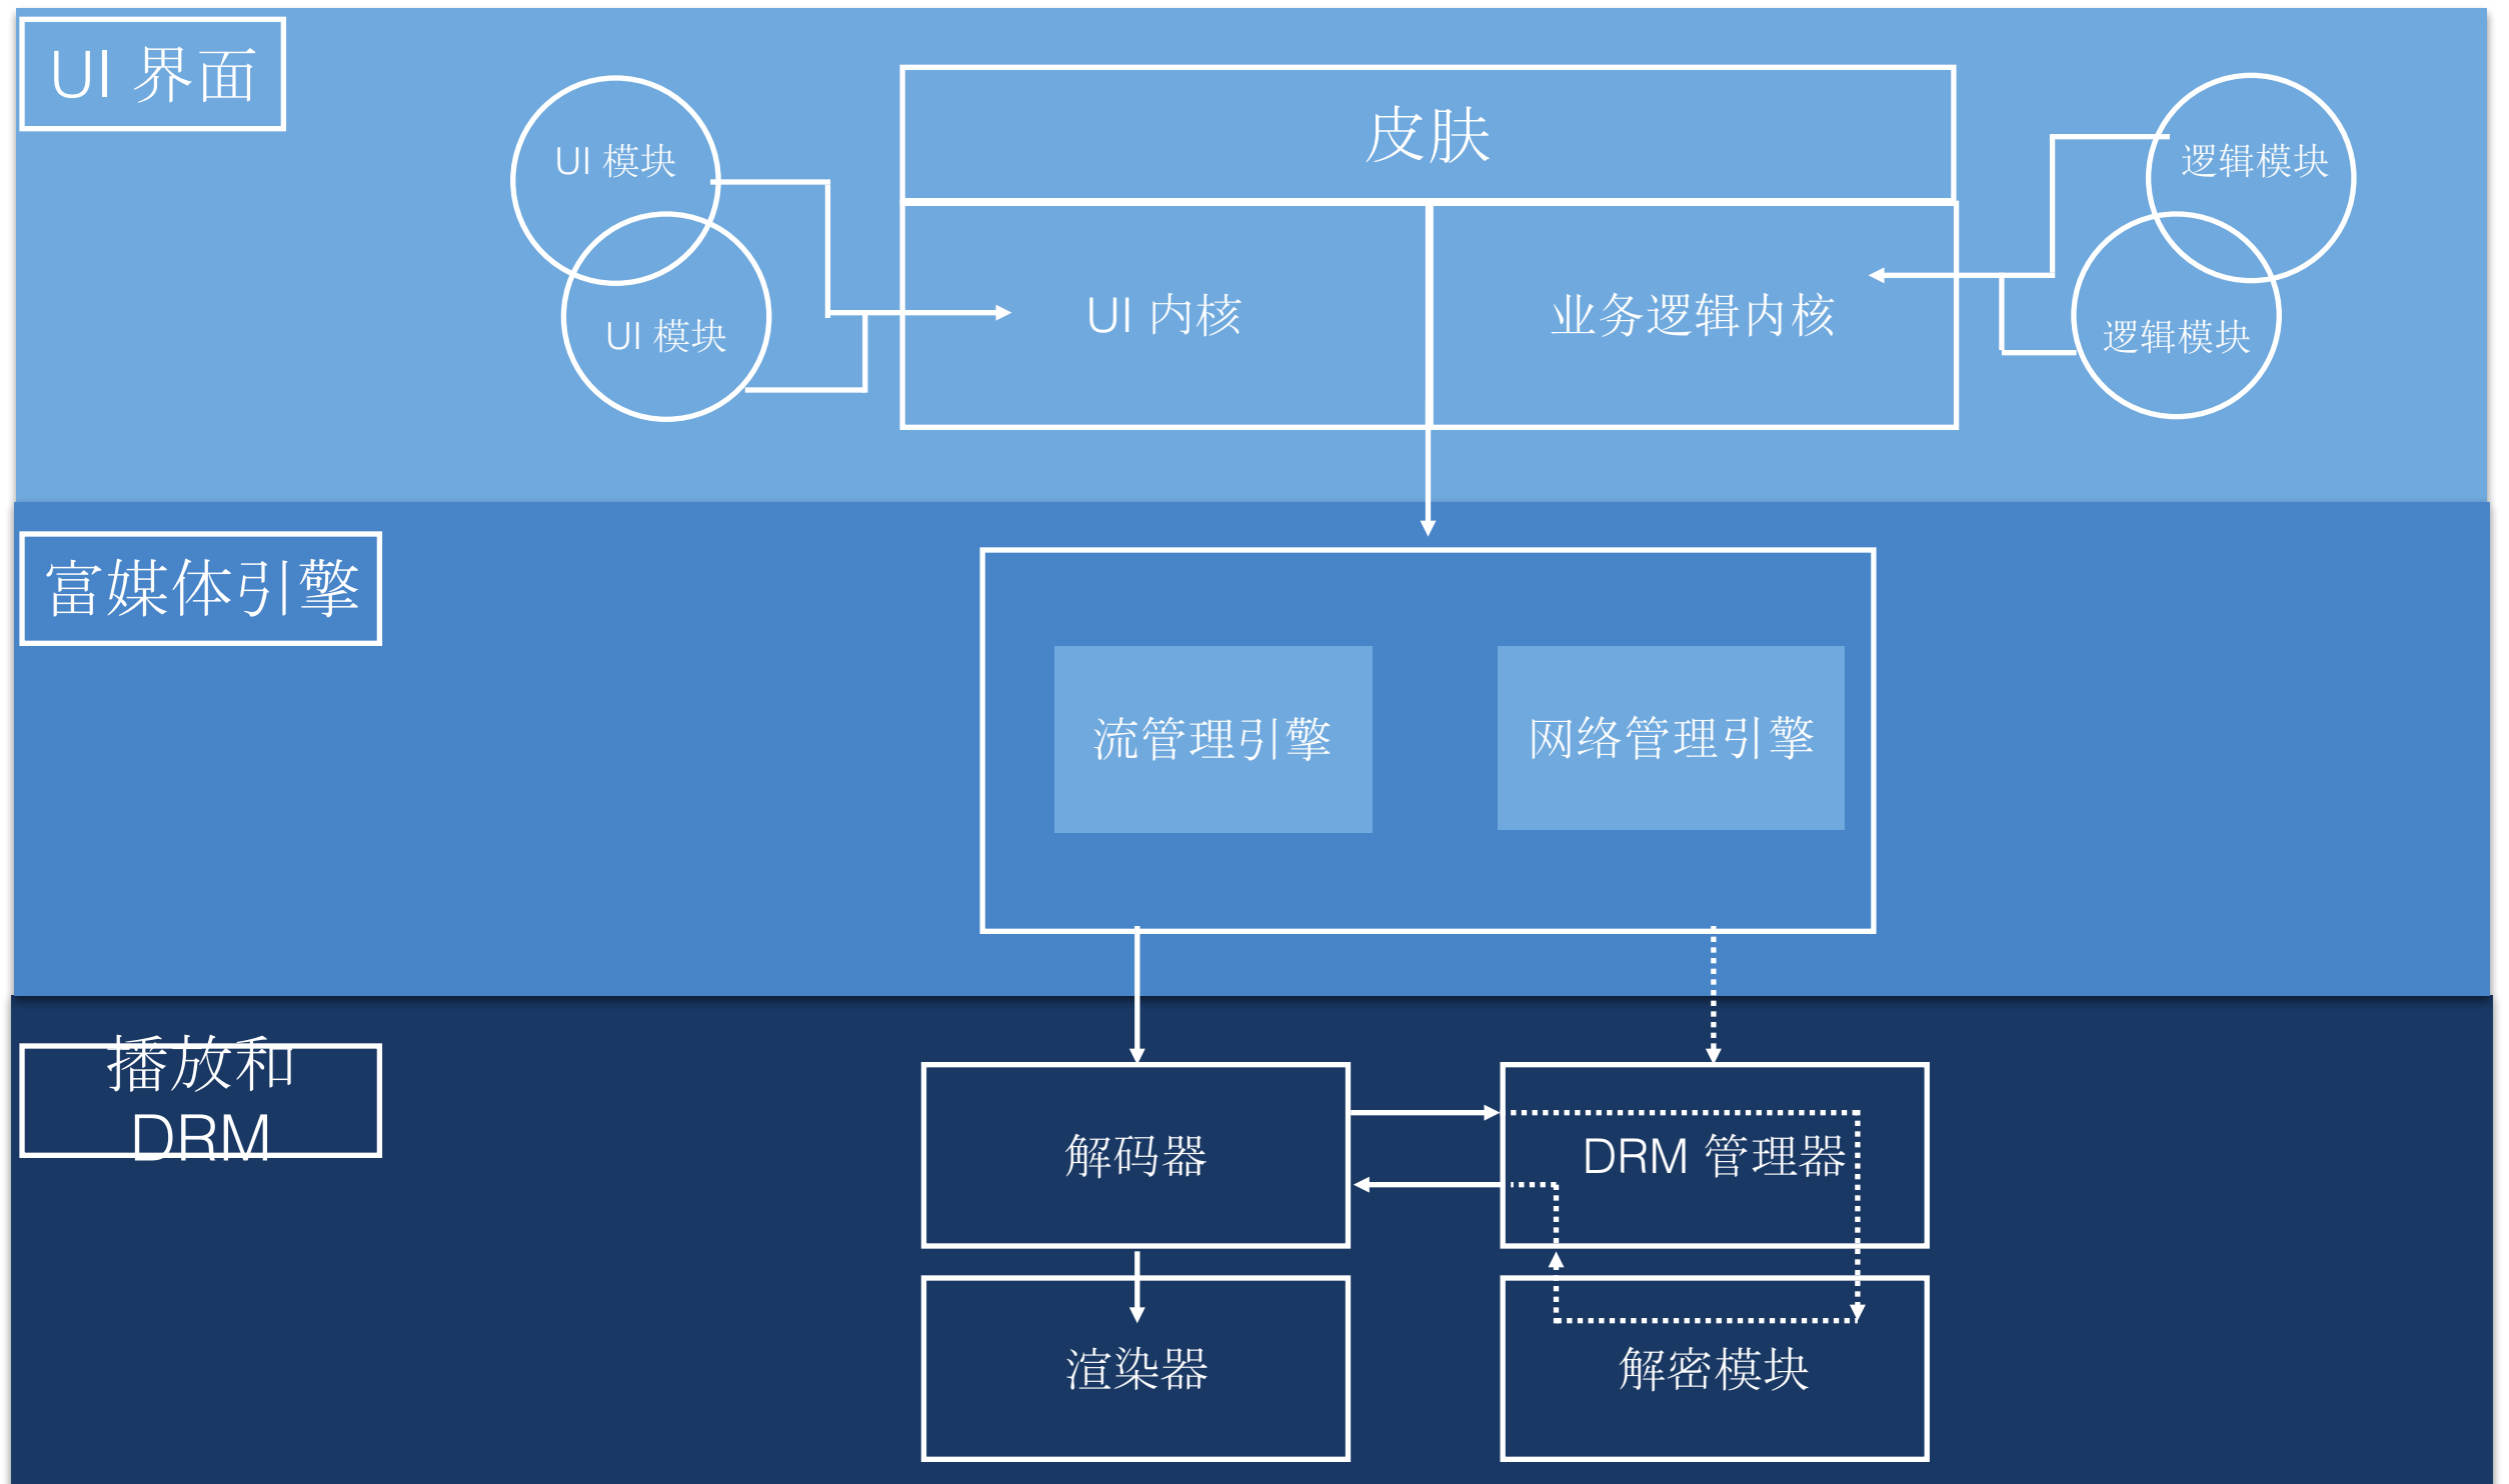 UI 界面
皮肤
UI 模块
UI 模块
UI 内核
业务逻辑内核
逻辑模块
逻辑模块
富媒体引擎
流管理引擎
网络管理引擎
播放和
DRM
解码器
DRM 管理器
渲染器
解密模块